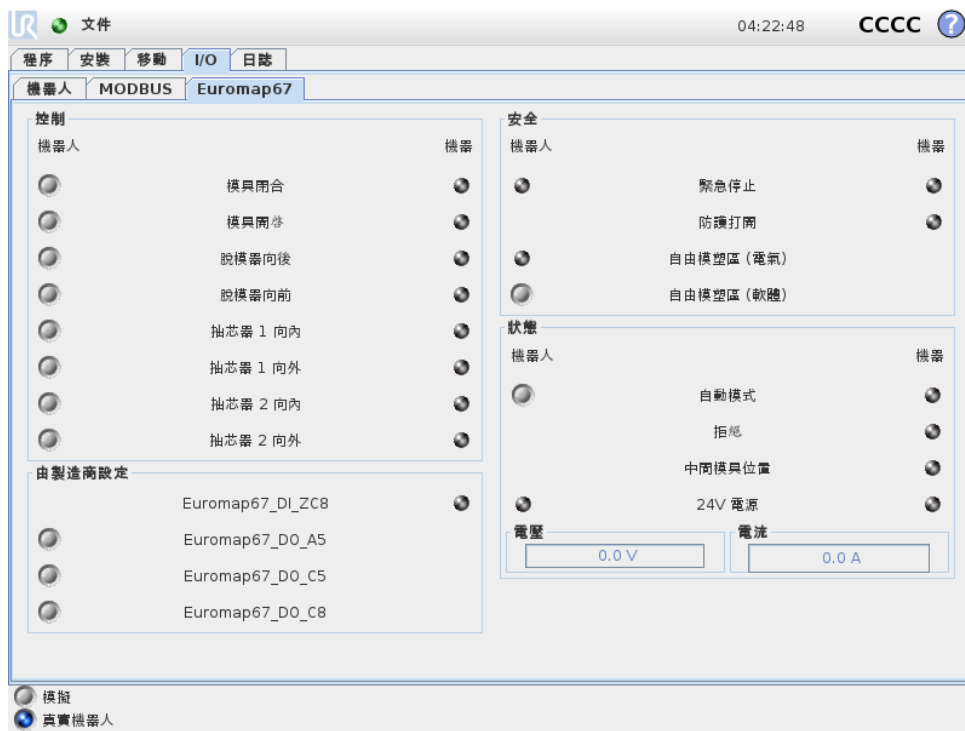 UR 文件 04:22:48 CCCC ?
程序 安裝 移動 I/O 日誌
機器人 MODBUS Euromap67
控制
機器人 機器
模具閉合
模具開啓
脫模器向後
脫模器向前
抽芯器 1 向內
抽芯器 1 向外
抽芯器 2 向內
抽芯器 2 向外
由製造商設定
Euromap67_DI_ZC8
Euromap67_DO_A5
Euromap67_DO_C5
Euromap67_DO_C8
安全
機器人 機器
緊急停止
防護打開
自由模塑區 (電氣)
自由模塑區 (軟體)
狀態
機器人 機器
自動模式
拒絕
中間模具位置
24V 電源
電壓 電流
0.0 V 0.0 A
模擬
真實機器人